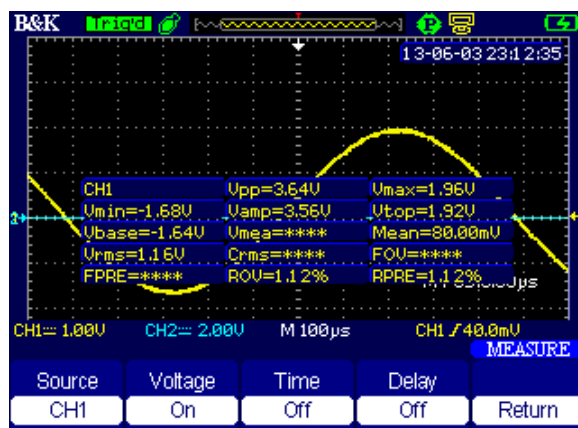 B&K Trig'd P
13-06-03 23:12:35
CH1 Vpp=3.64V Vmax=1.96V
Vmin=-1.68V Vamp=3.56V Vtop=1.92V
Vbase=-1.64V Vmea=**** Mean=80.00mV
Vrms=1.16V Crms=**** FOV=****
FPRE=**** ROV=1.12% RPRE=1.12%
CH1 1.00V CH2 2.00V M 100µs CH1 40.0mV
MEASURE
Source Voltage Time Delay
CH1 On Off Off Return